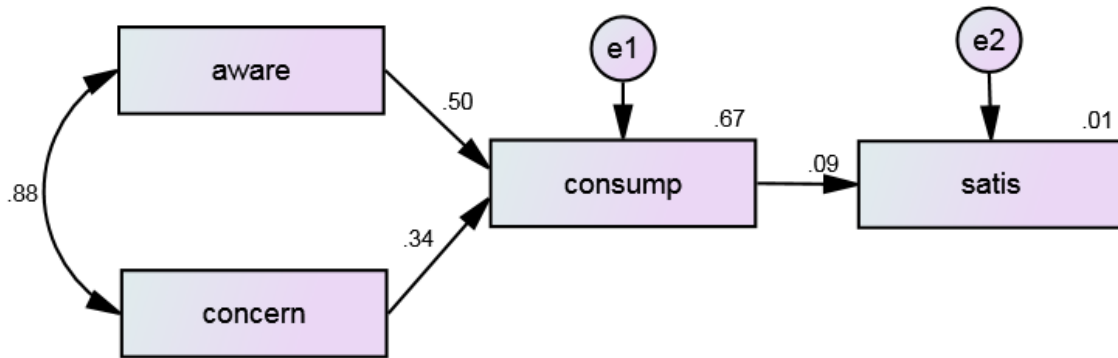 e1
e2
aware
.50
.67
.01
consump
.09
satis
.88
.34
concern